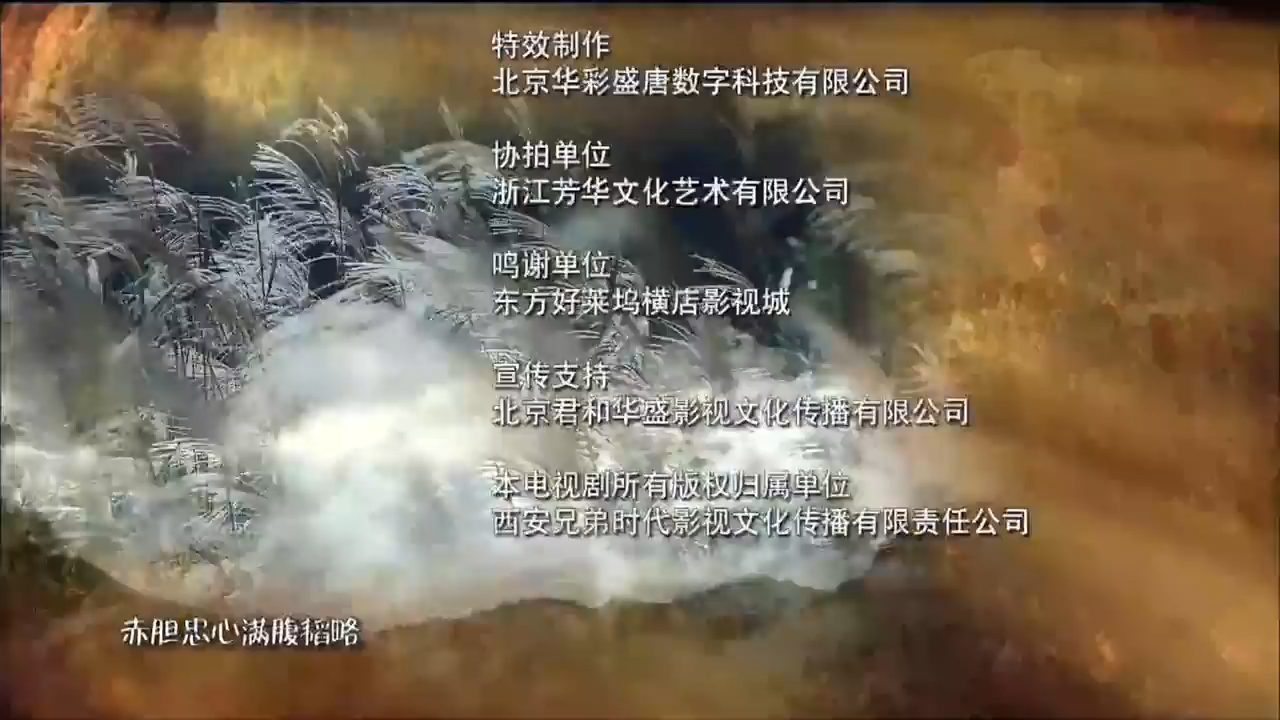 特效制作
北京华彩盛唐数字科技有限公司
协拍单位
浙江芳华文化艺术有限公司
鸣谢单位
东方好莱坞横店影视城
宣传支持
北京君和华盛影视文化传播有限公司
本电视剧所有版权归属单位
西安兄弟时代影视文化传播有限责任公司
赤胆忠心满腹稻略